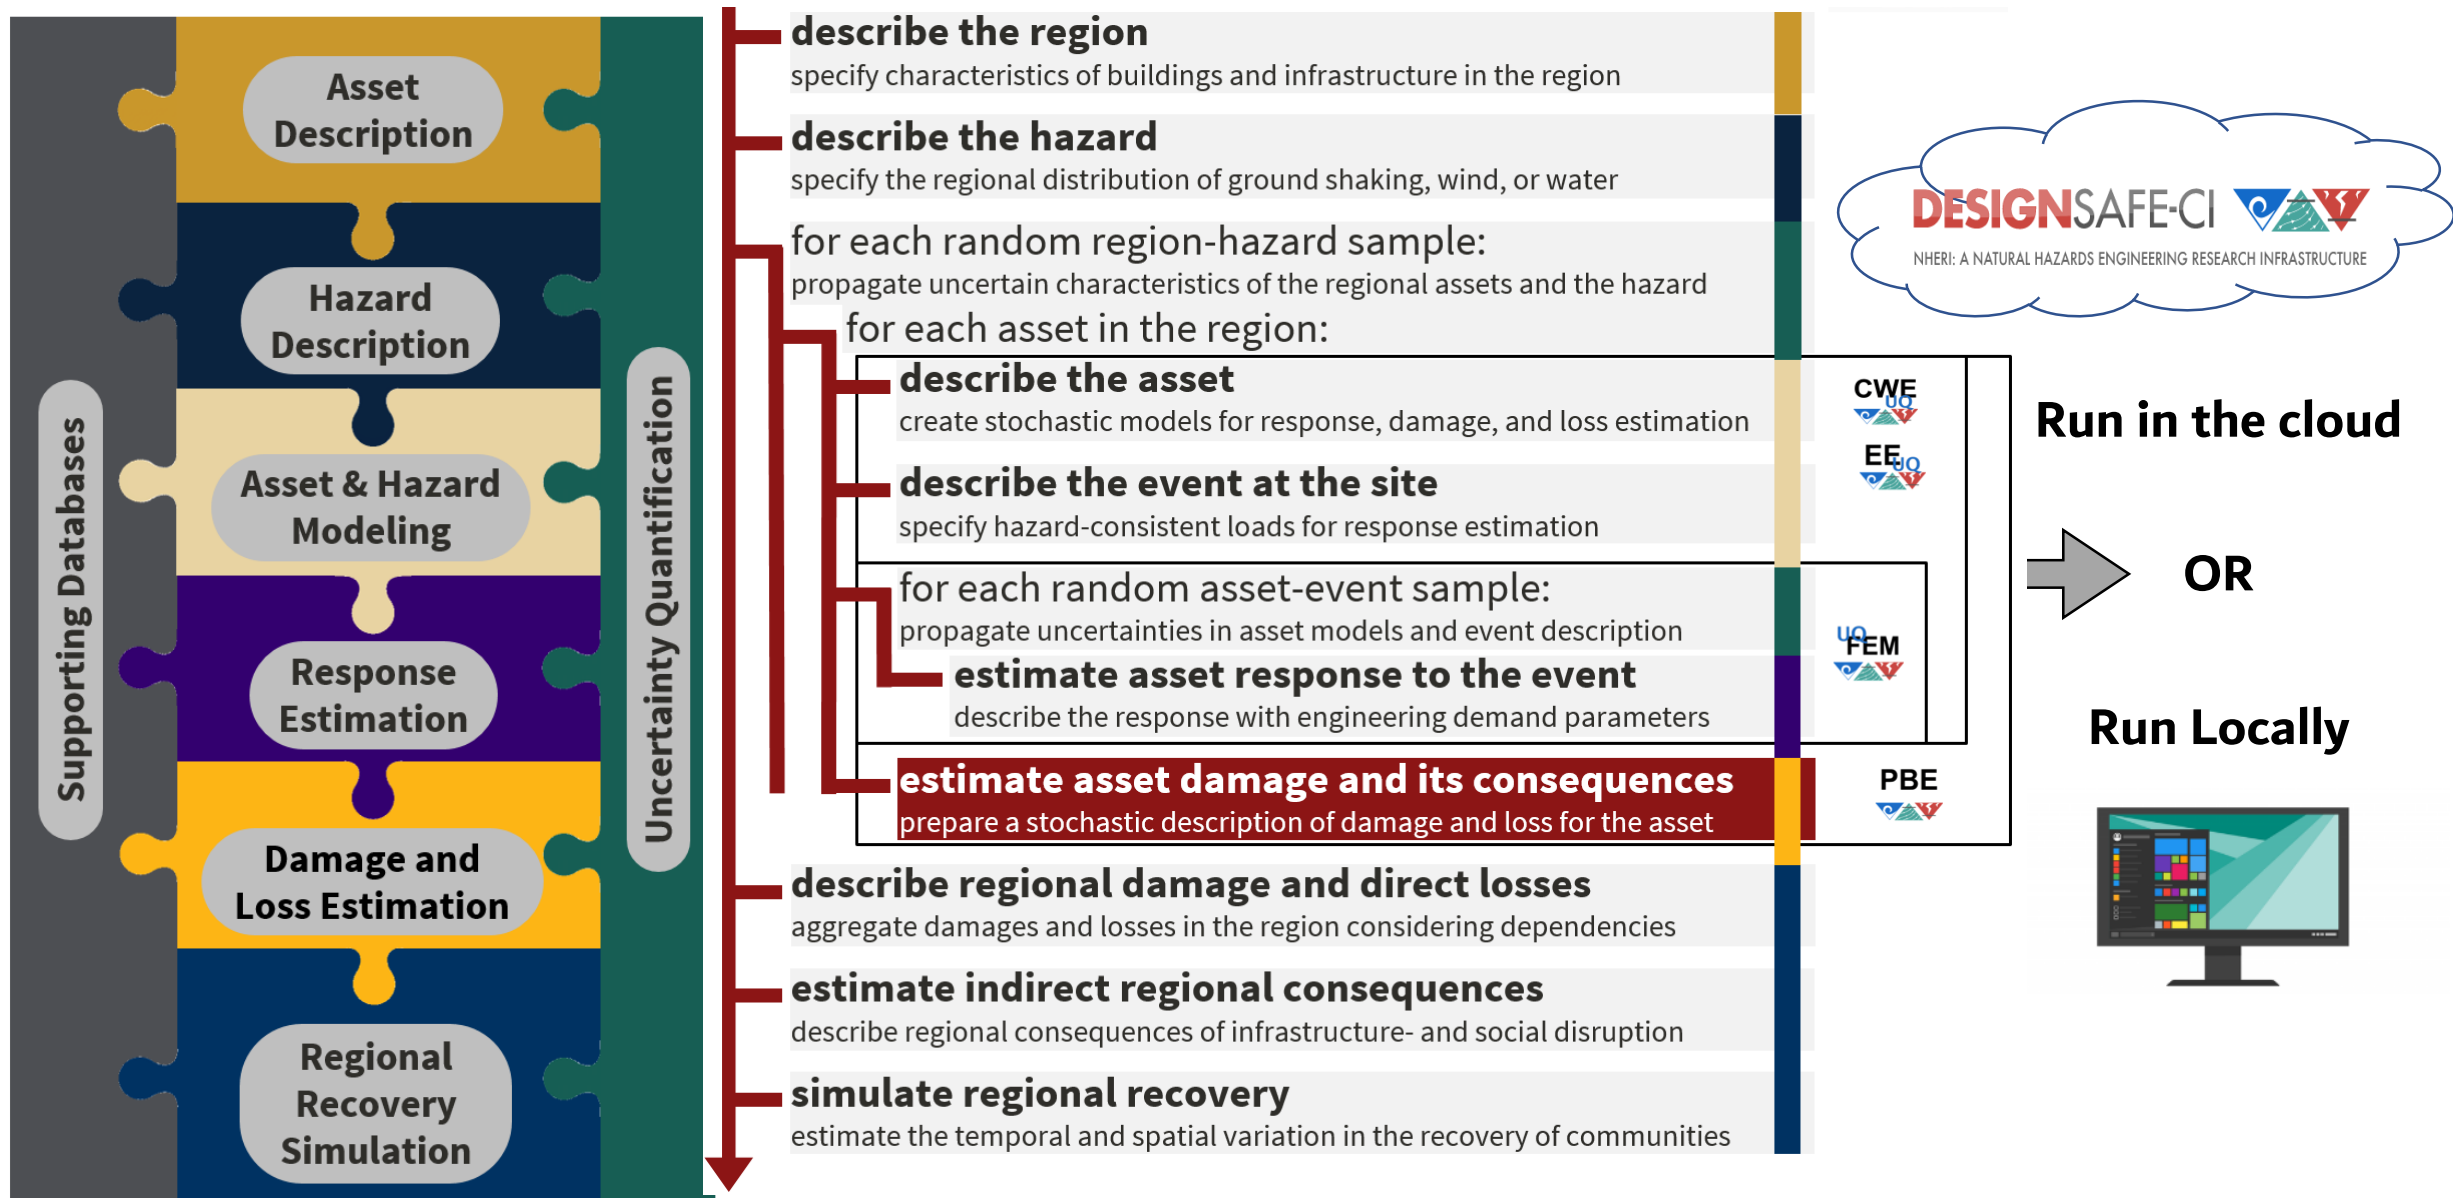 Supporting Databases
Asset
Description
Hazard
Description
Asset & Hazard
Modeling
Response
Estimation
Damage and
Loss Estimation
Regional
Recovery
Simulation
Uncertainty Quantification
describe the region
specify characteristics of buildings and infrastructure in the region
describe the hazard
specify the regional distribution of ground shaking, wind, or water
for each random region-hazard sample:
propagate uncertain characteristics of the regional assets and the hazard
for each asset in the region:
describe the asset
create stochastic models for response, damage, and loss estimation
describe the event at the site
specify hazard-consistent loads for response estimation
for each random asset-event sample:
propagate uncertainties in asset models and event description
estimate asset response to the event
describe the response with engineering demand parameters
estimate asset damage and its consequences
prepare a stochastic description of damage and loss for the asset
describe regional damage and direct losses
aggregate damages and losses in the region considering dependencies
estimate indirect regional consequences
describe regional consequences of infrastructure- and social disruption
simulate regional recovery
estimate the temporal and spatial variation in the recovery of communities
CWE
UQ
EE
UQ
UQ
FEM
PBE
DESIGNSAFE-CI
NHERI: A NATURAL HAZARDS ENGINEERING RESEARCH INFRASTRUCTURE
Run in the cloud
OR
Run Locally